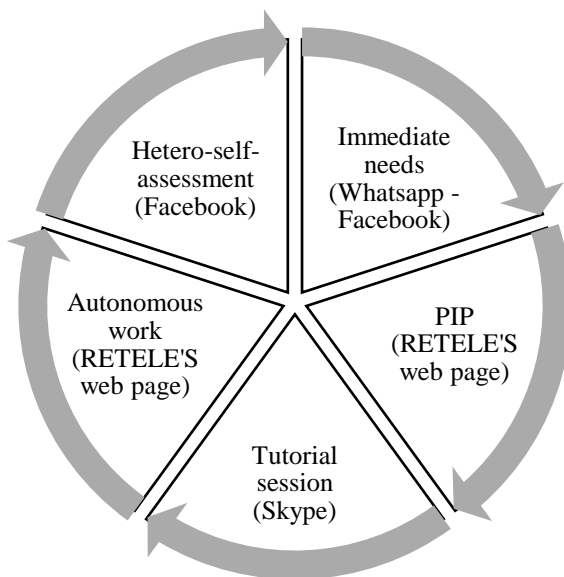 Hetero-self-
assessment
(Facebook)
Immediate
needs
(Whatsapp -
Facebook)
PIP
(RETELE'S
web page)
Tutorial
session
(Skype)
Autonomous
work
(RETELE'S
web page)